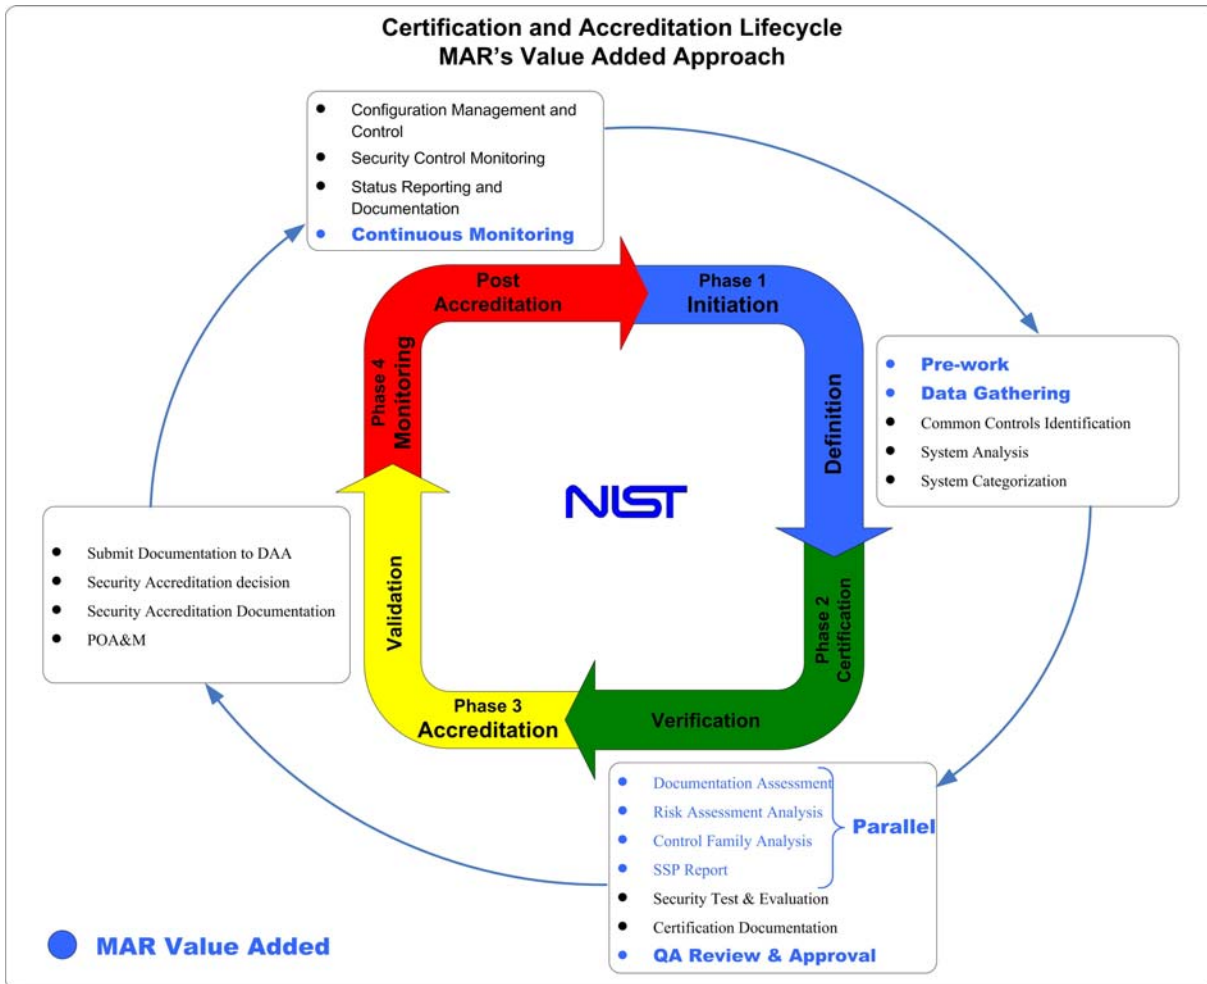 Certification and Accreditation Lifecycle
MAR's Value Added Approach
Configuration Management and
Control
Security Control Monitoring
Status Reporting and
Documentation
Continuous Monitoring
Post
Accreditation
Phase 1
Initiation
Definition
Pre-work
Data Gathering
Common Controls Identification
System Analysis
System Categorization
Phase 4
Monitoring
NIST
Submit Documentation to DAA
Security Accreditation decision
Security Accreditation Documentation
POA&M
Validation
Phase 2
Certification
Phase 3
Accreditation
Verification
Documentation Assessment
Risk Assessment Analysis
Control Family Analysis
SSP Report
Parallel
Security Test & Evaluation
Certification Documentation
QA Review & Approval
MAR Value Added